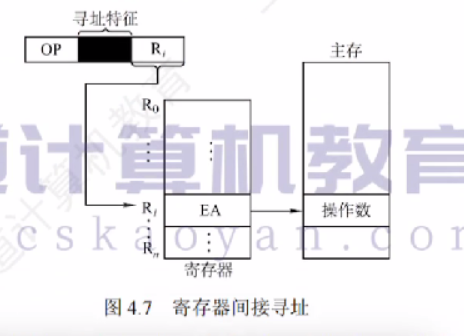 寻址特征
OP R_i
主存
R_0
⋮ ⋮
R_i EA 操作数
⋮ ⋮
R_n
寄存器
图 4.7 寄存器间接寻址
道计算机教育
cskaoyan.com